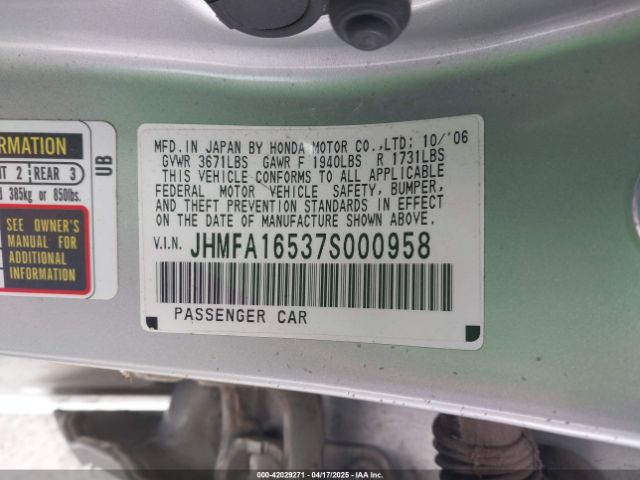 ORMATION
T 2 REAR 3
385kg or 850lbs.
SEE OWNER'S
MANUAL FOR
ADDITIONAL
INFORMATION
UB
MFD.IN JAPAN BY HONDA MOTOR CO.,LTD; 10/'06
GVWR 3671LBS GAWR F 1940LBS R 1731LBS
THIS VEHICLE CONFORMS TO ALL APPLICABLE
FEDERAL MOTOR VEHICLE SAFETY, BUMPER,
AND THEFT PREVENTION STANDARDS IN EFFECT
ON THE DATE OF MANUFACTURE SHOWN ABOVE.
V.I.N. JHMFA16537S000958
PASSENGER CAR
000-42029271 - 04/17/2025 - IAAI.COM